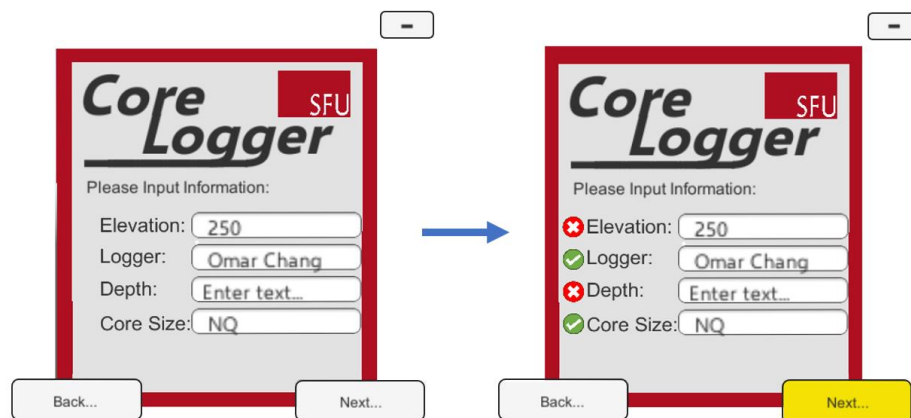 -
Core
SFU
Logger
Please Input Information:
Elevation: 250
Logger: Omar Chang
Depth: Enter text...
Core Size: NQ
Back...
Next...
-
Core
SFU
Logger
Please Input Information:
Elevation: 250
Logger: Omar Chang
Depth: Enter text...
Core Size: NQ
Back...
Next...